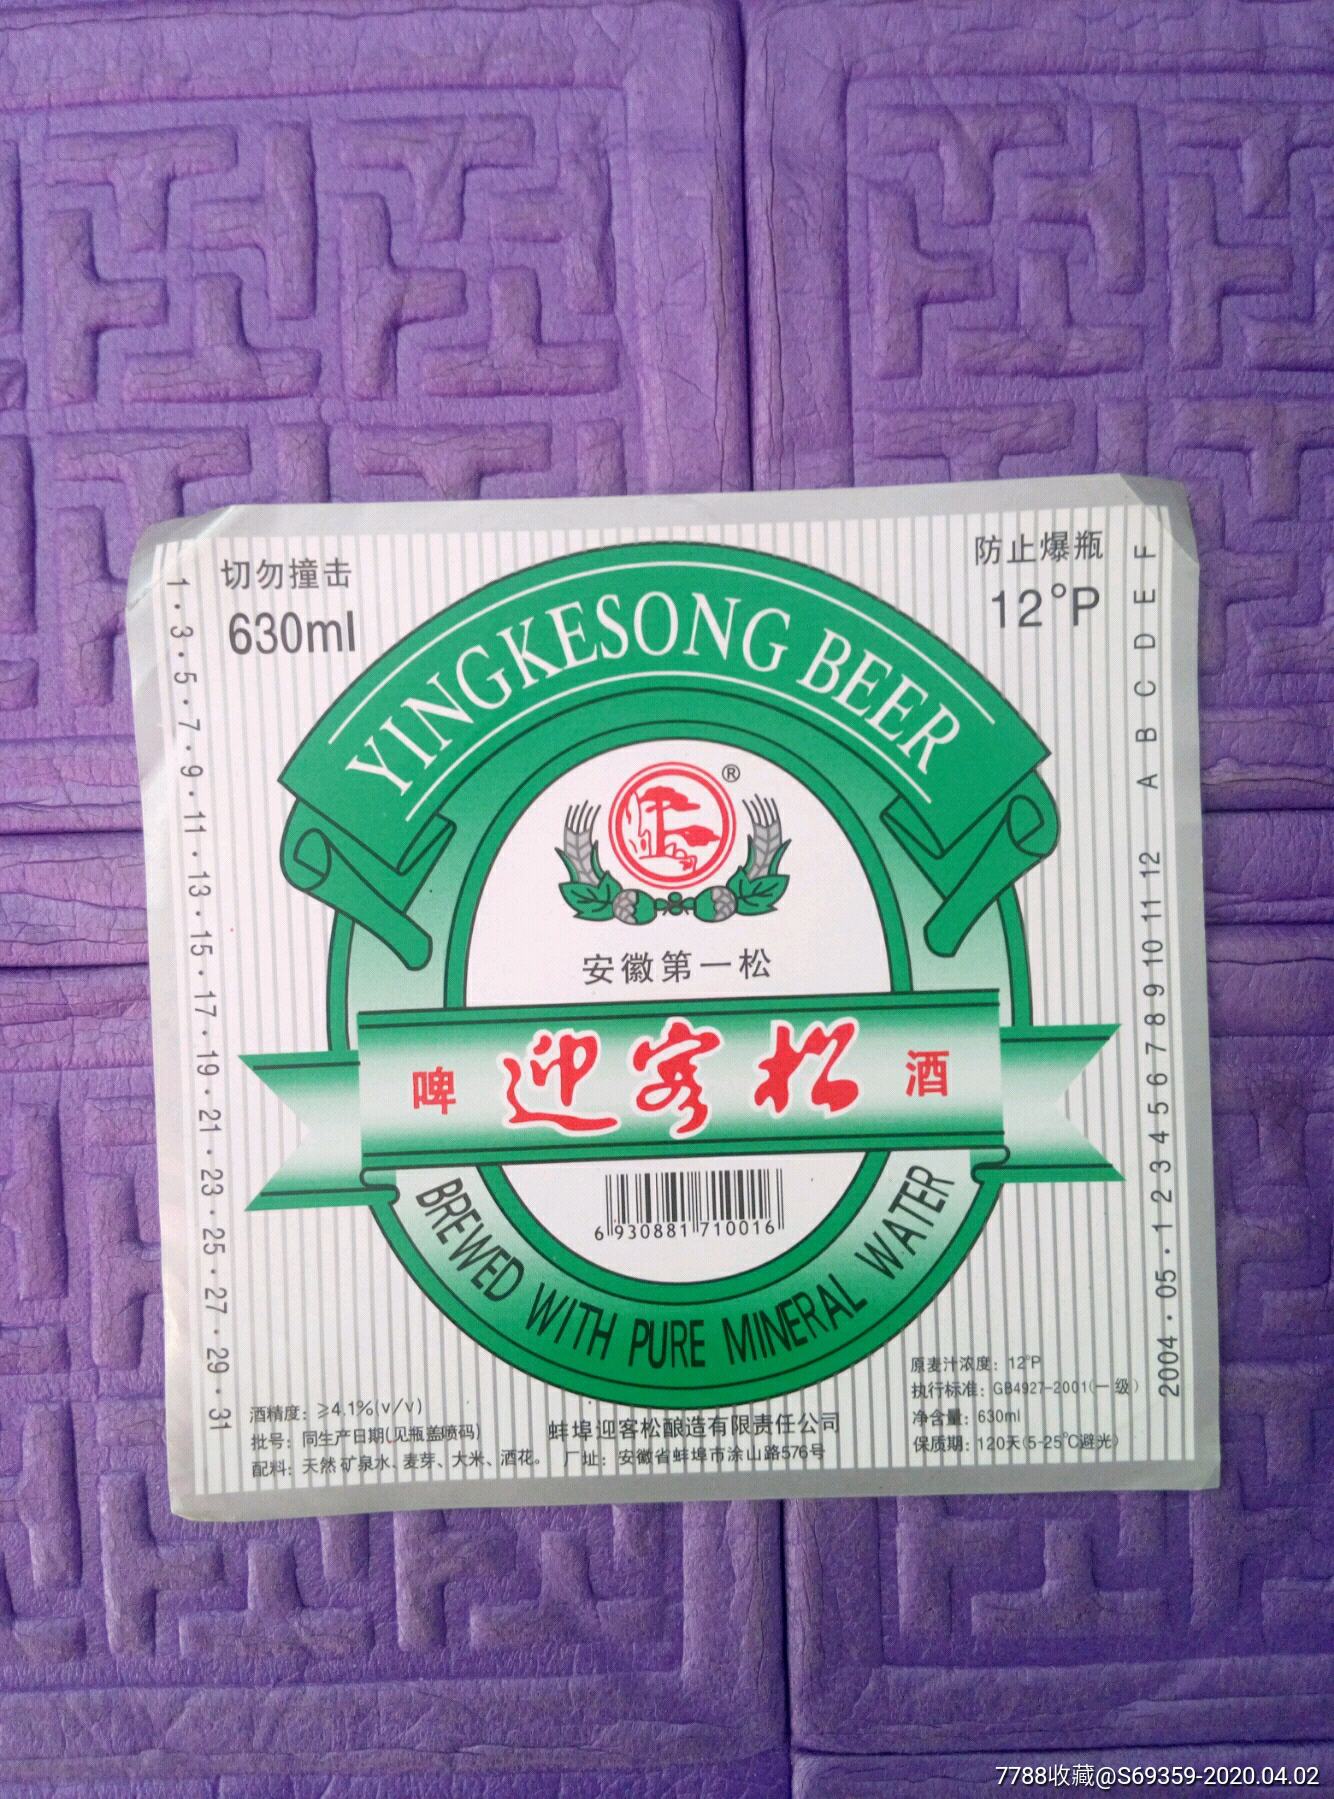 切勿撞击
630ml
防止爆瓶
12°P
YINGKESONG BEER
®
安徽第一松
啤 迎客松 酒
6 930881 710016
BREWED WITH PURE MINERAL WATER
1·3·5·7·9·11·13·15·17·19·21·23·25·27·29·31
2004·05·1 2 3 4 5 6 7 8 9 10 11 12 A B C D E F
酒精度：≥4.1%(v/v)
批号：同生产日期(见瓶盖喷码)
配料：天然矿泉水、麦芽、大米、酒花。
蚌埠迎客松酿造有限责任公司
厂址：安徽省蚌埠市涂山路576号
原麦汁浓度：12°P
执行标准：GB4927-2001(一级)
净含量：630ml
保质期：120天(5-25°C避光)
7788收藏@S69359-2020.04.02